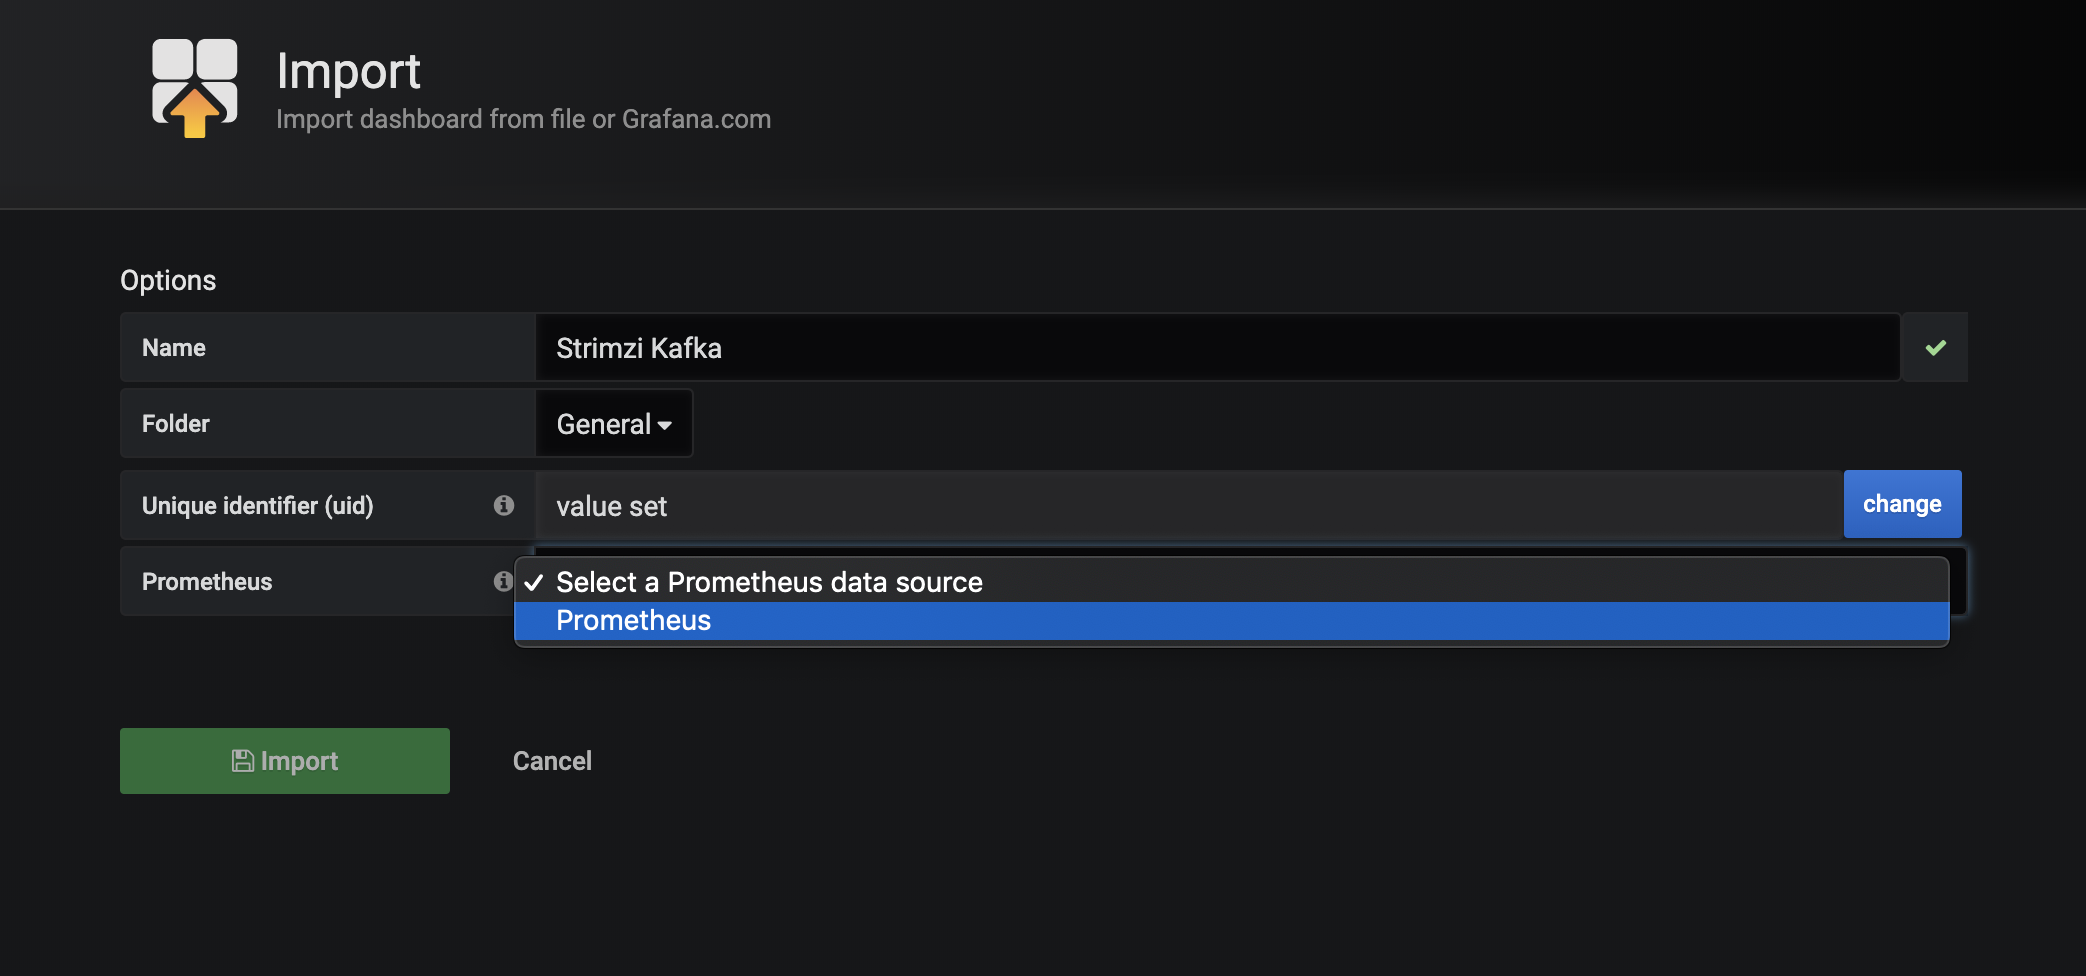 Import
Import dashboard from file or Grafana.com
Options
Name
Strimzi Kafka
Folder
General
Unique identifier (uid)
value set
change
Prometheus
Select a Prometheus data source
Prometheus
Import
Cancel